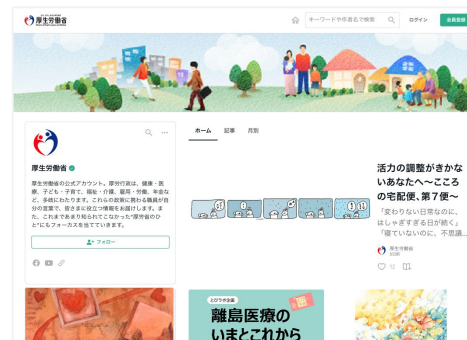 厚生労働省
キーワードや作者名で検索
ログイン
会員登録
厚生労働省
厚生労働省の公式アカウント。厚労行政は、健康・医
療、子ども・子育て、福祉・介護、雇用・労働、年金な
ど、多岐にわたります。これらの政策に携わる職員が自
分の言葉で、皆さまに役立つ情報をお届けします。ま
た、これまであまり知られてこなかった"厚労省のひ
と"にもフォーカスを当てていきます。
フォロー
ホーム
記事
月別
活力の調整がきかな
いあなたへ〜こころ
の宅配便、第7便〜
「変わりない日常なのに、
はしゃぎすぎる日が続く」
「寝ていないのに、不思議...
厚生労働省
12
とびラボ企画
離島医療の
いまとこれから